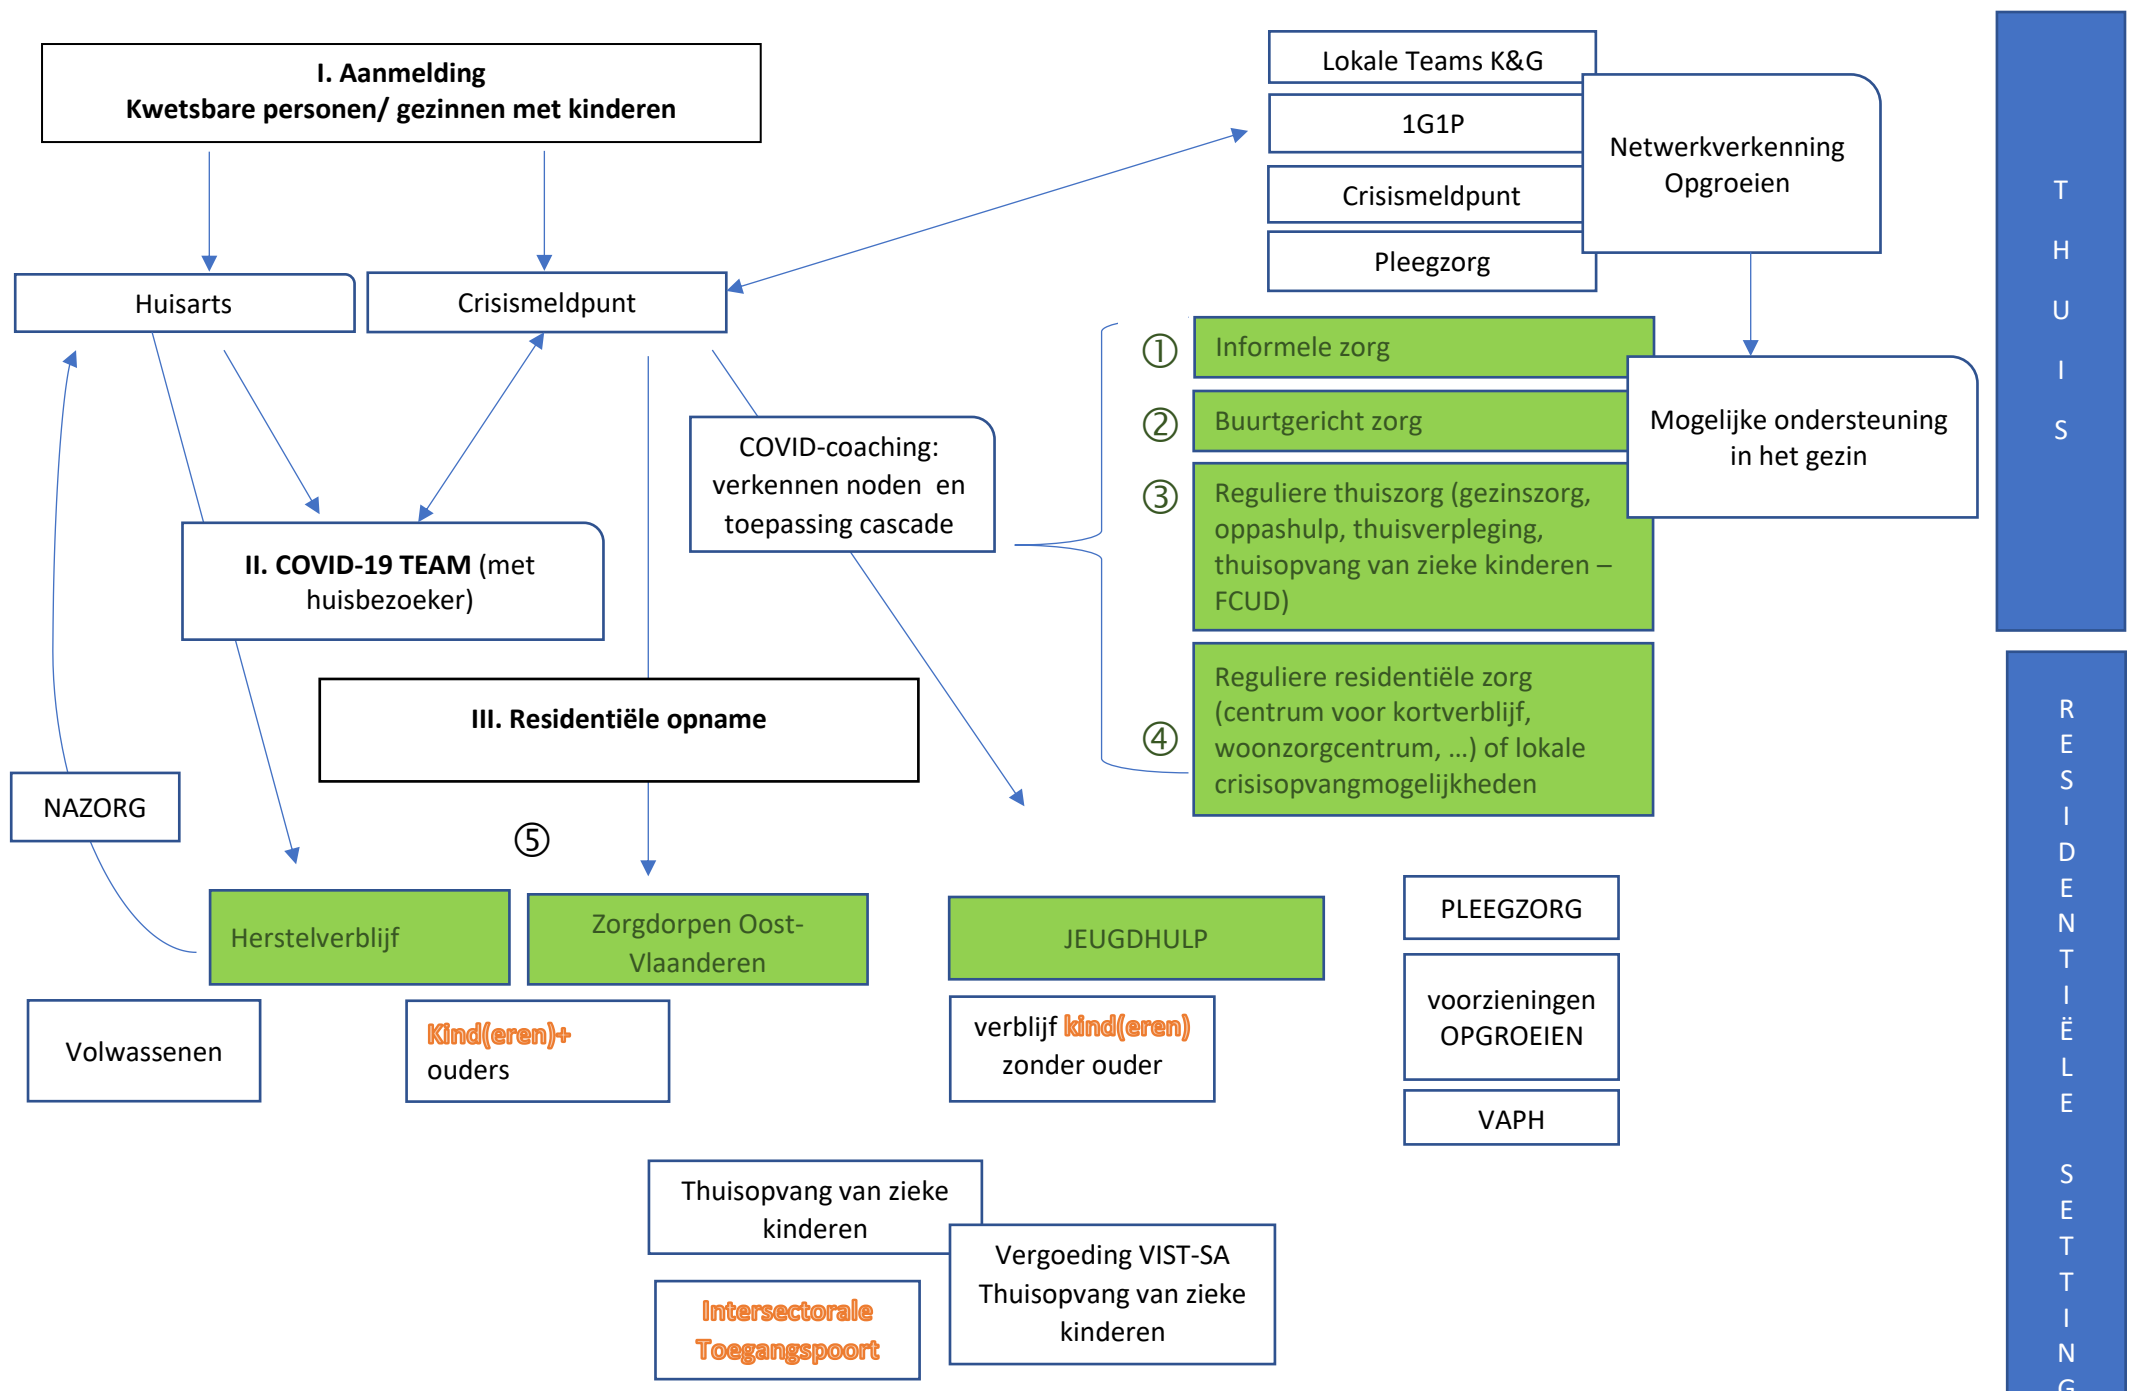 I. Aanmelding
Kwetsbare personen/ gezinnen met kinderen
Huisarts
Crisismeldpunt
Lokale Teams K&G
1G1P
Crisismeldpunt
Pleegzorg
Netwerkverkenning
Opgroeien
① Informele zorg
② Buurtgericht zorg
③ Reguliere thuiszorg (gezinszorg,
oppashulp, thuisverpleging,
thuisopvang van zieke kinderen –
FCUD)
④ Reguliere residentiële zorg
(centrum voor kortverblijf,
woonzorgcentrum, …) of lokale
crisisopvangmogelijkheden
Mogelijke ondersteuning
in het gezin
COVID-coaching:
verkennen noden en
toepassing cascade
II. COVID-19 TEAM (met
huisbezoeker)
III. Residentiële opname
NAZORG
⑤
Herstelverblijf
Zorgdorpen Oost-
Vlaanderen
JEUGDHULP
PLEEGZORG
voorzieningen
OPGROEIEN
VAPH
Volwassenen
Kind(eren)+
ouders
verblijf kind(eren)
zonder ouder
Thuisopvang van zieke
kinderen
Vergoeding VIST-SA
Thuisopvang van zieke
kinderen
Intersectorale
Toegangspoort
THUIS
RESIDENTIËLE SETTING